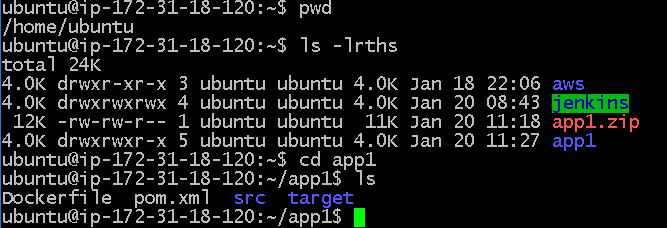 ubuntu@ip-172-31-18-120:~$ pwd
/home/ubuntu
ubuntu@ip-172-31-18-120:~$ ls -lrths
total 24K
4.0K drwxr-xr-x 3 ubuntu ubuntu 4.0K Jan 18 22:06 aws
4.0K drwxrwxrwx 4 ubuntu ubuntu 4.0K Jan 20 08:43 jenkins
 12K -rw-rw-r-- 1 ubuntu ubuntu  11K Jan 20 11:18 app1.zip
4.0K drwxrwxr-x 5 ubuntu ubuntu 4.0K Jan 20 11:27 app1
ubuntu@ip-172-31-18-120:~$ cd app1
ubuntu@ip-172-31-18-120:~/app1$ ls
Dockerfile  pom.xml  src  target
ubuntu@ip-172-31-18-120:~/app1$